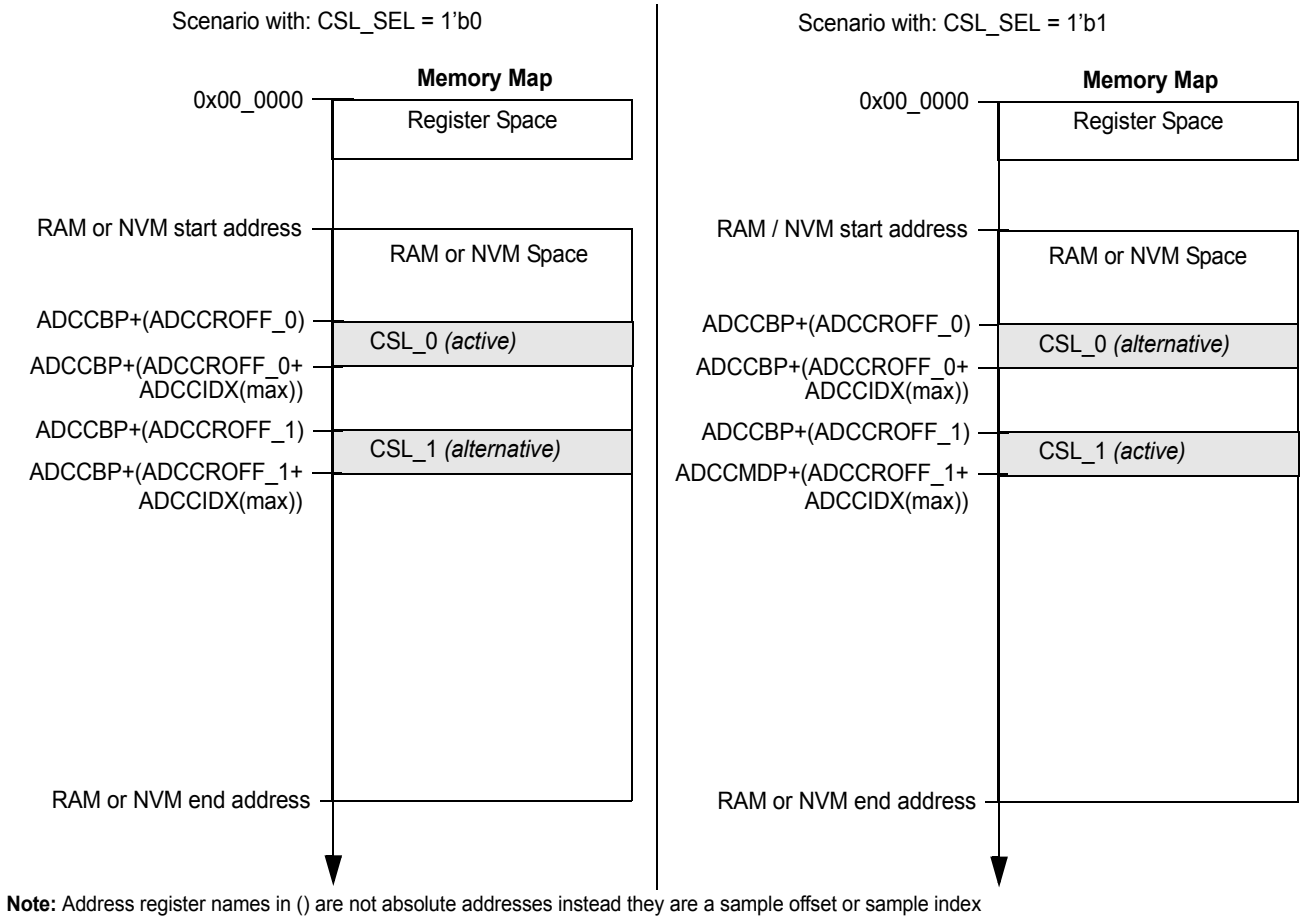 Scenario with: CSL_SEL = 1'b0
Memory Map
0x00_0000
Register Space
RAM or NVM start address
RAM or NVM Space
ADCCBP+(ADCCROFF_0)
CSL_0 (active)
ADCCBP+(ADCCROFF_0+
ADCCIDX(max))
ADCCBP+(ADCCROFF_1)
CSL_1 (alternative)
ADCCBP+(ADCCROFF_1+
ADCCIDX(max))
RAM or NVM end address
Scenario with: CSL_SEL = 1'b1
Memory Map
0x00_0000
Register Space
RAM / NVM start address
RAM or NVM Space
ADCCBP+(ADCCROFF_0)
CSL_0 (alternative)
ADCCBP+(ADCCROFF_0+
ADCCIDX(max))
ADCCBP+(ADCCROFF_1)
CSL_1 (active)
ADCCMDP+(ADCCROFF_1+
ADCCIDX(max))
RAM or NVM end address
Note: Address register names in () are not absolute addresses instead they are a sample offset or sample index